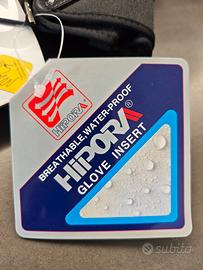 HIPORA
BREATHABLE, WATER-PROOF
HiPORA®
GLOVE INSERT
subito